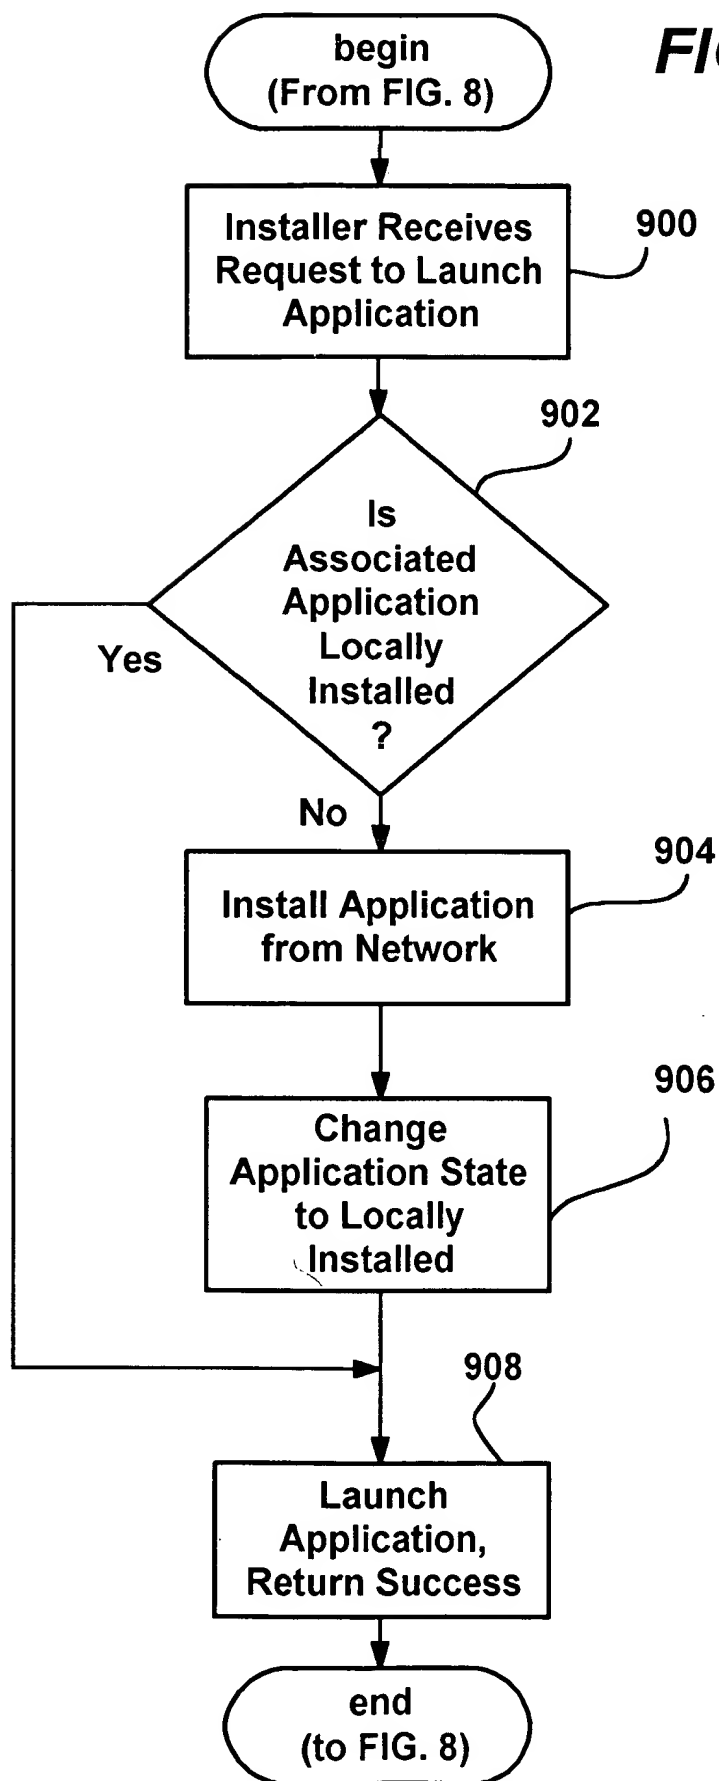 begin
(From FIG. 8)
FIG
Installer Receives
Request to Launch
Application
900
902
Is
Associated
Application
Locally
Installed
?
Yes
No
904
Install Application
from Network
906
Change
Application State
to Locally
Installed
908
Launch
Application,
Return Success
end
(to FIG. 8)